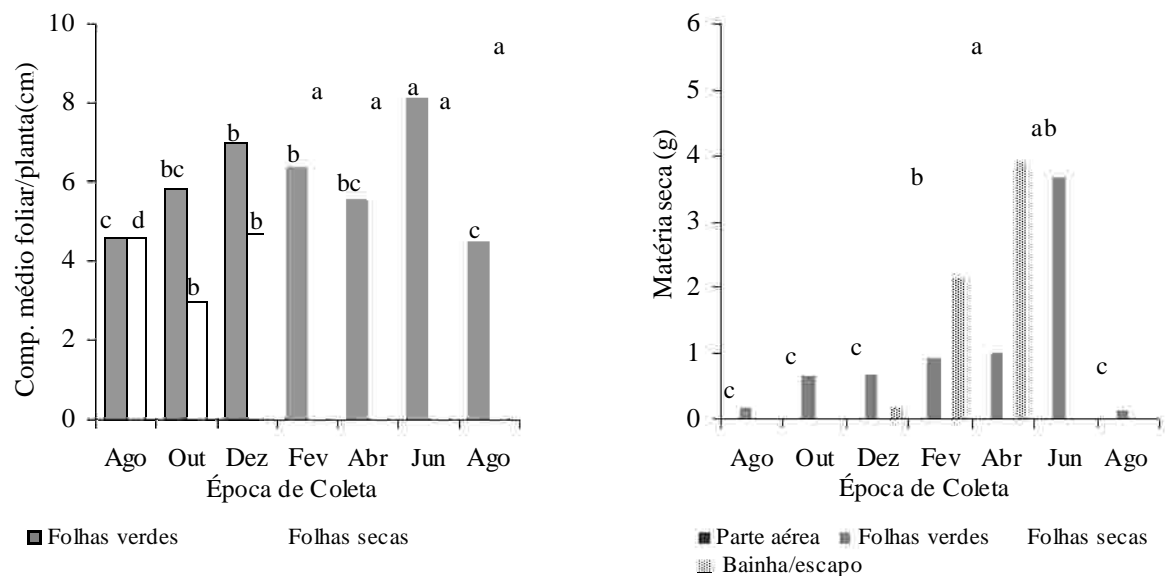 10
8
6
4
2
0
Comp. médio foliar/planta(cm)
c d bc b b b b a bc a a a c a
Ago Out Dez Fev Abr Jun Ago
Época de Coleta
Folhas verdes Folhas secas
6
5
4
3
2
1
0
Matéria seca (g)
c c c b a ab c
Ago Out Dez Fev Abr Jun Ago
Época de Coleta
Parte aérea Folhas verdes Folhas secas
Bainha/escapo